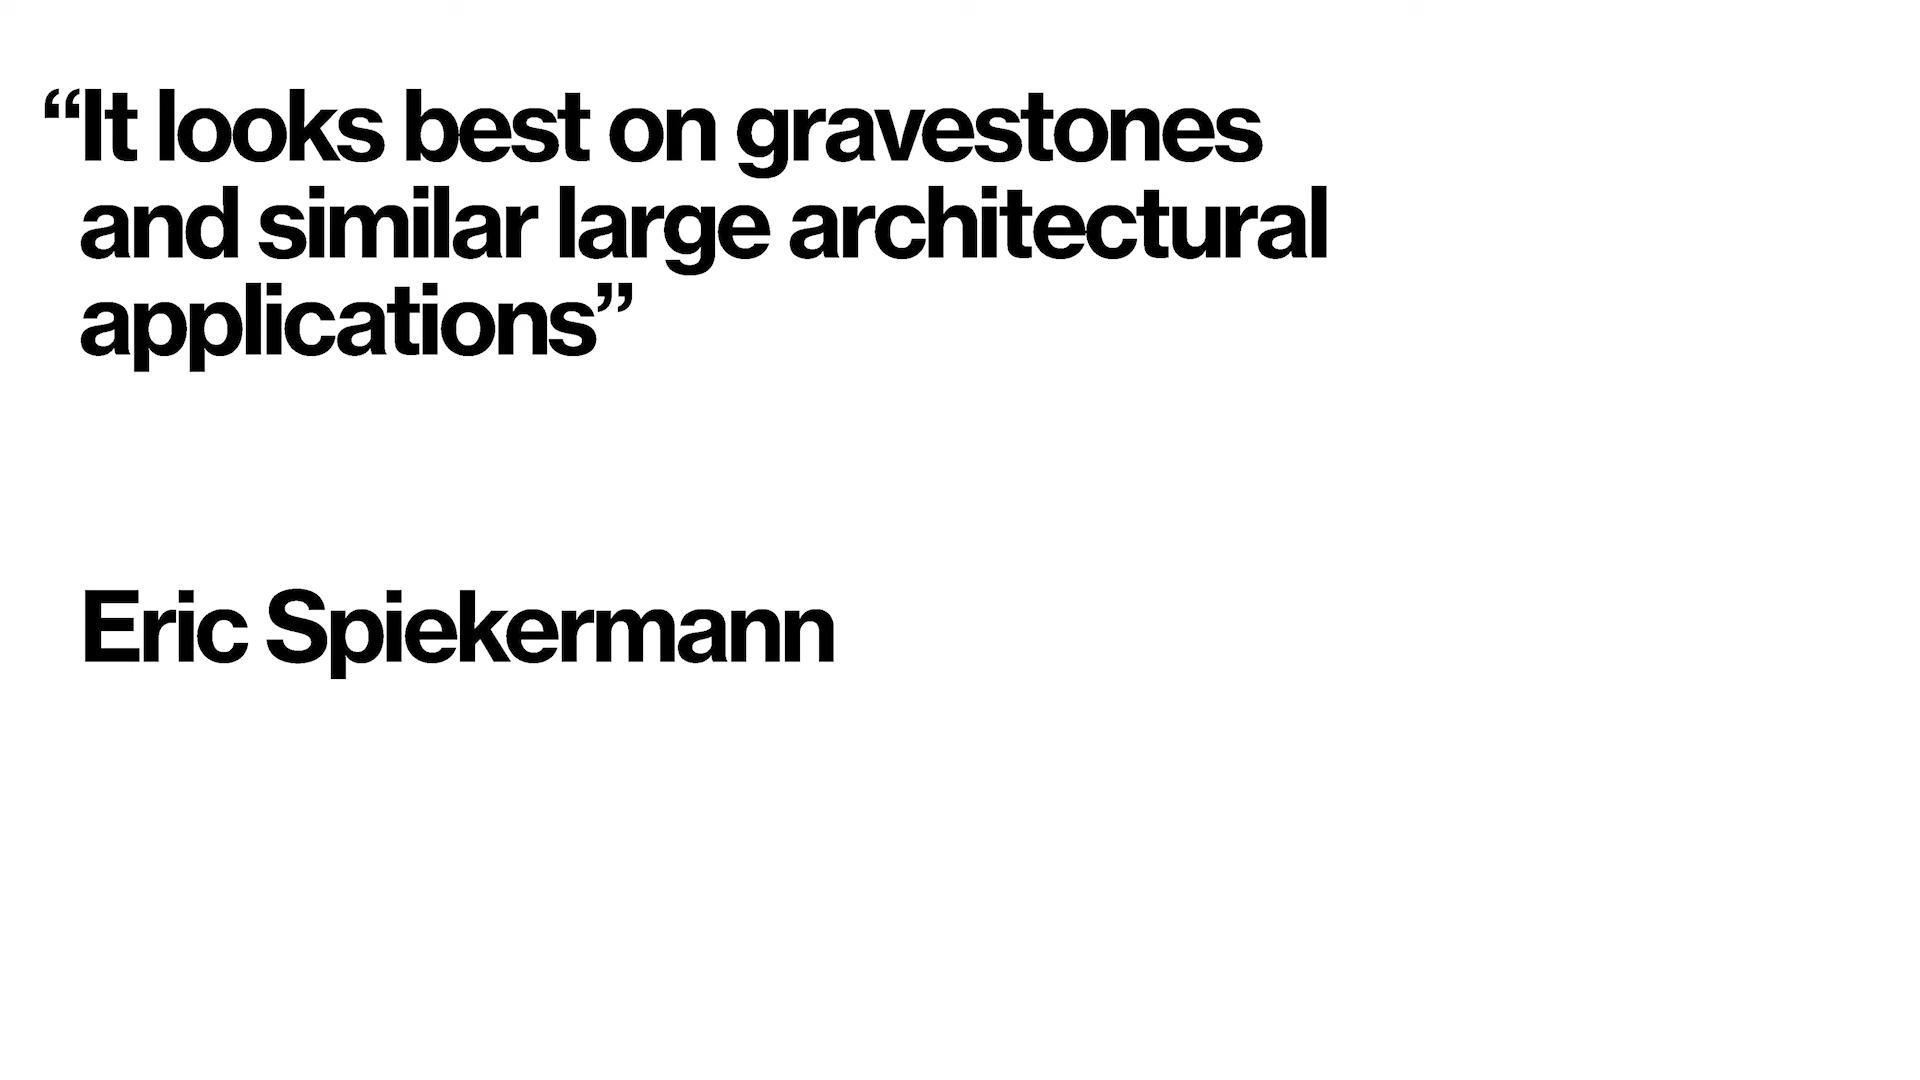 “It looks best on gravestones
and similar large architectural
applications”
Eric Spiekermann